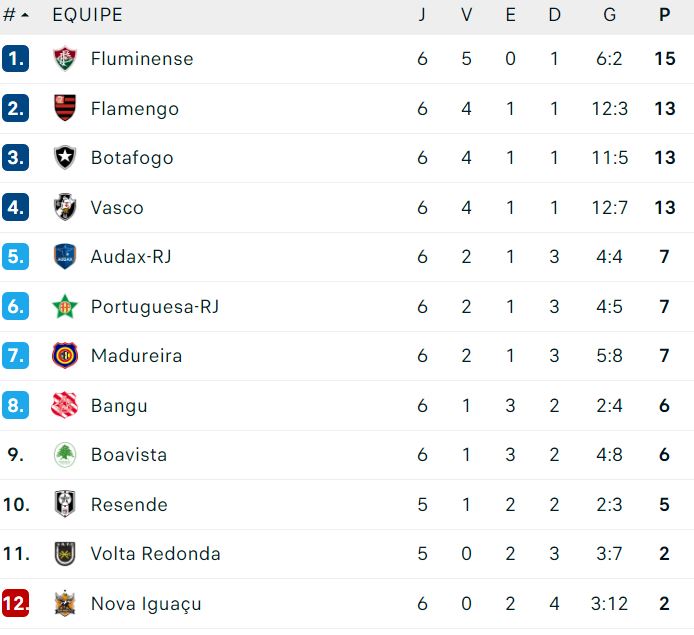 # EQUIPE J V E D G P
1. Fluminense 6 5 0 1 6:2 15
2. Flamengo 6 4 1 1 12:3 13
3. Botafogo 6 4 1 1 11:5 13
4. Vasco 6 4 1 1 12:7 13
5. Audax-RJ 6 2 1 3 4:4 7
6. Portuguesa-RJ 6 2 1 3 4:5 7
7. Madureira 6 2 1 3 5:8 7
8. Bangu 6 1 3 2 2:4 6
9. Boavista 6 1 3 2 4:8 6
10. Resende 5 1 2 2 2:3 5
11. Volta Redonda 5 0 2 3 3:7 2
12. Nova Iguaçu 6 0 2 4 3:12 2